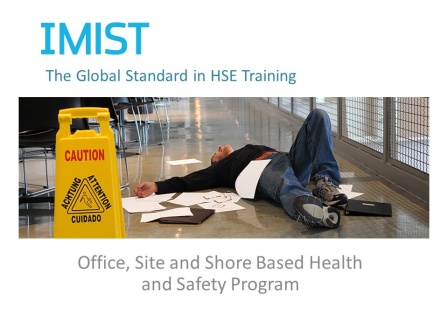 IMIST
The Global Standard in HSE Training
CAUTION
ACHTUNG
ATTENTION
CUIDADO
Office, Site and Shore Based Health
and Safety Program